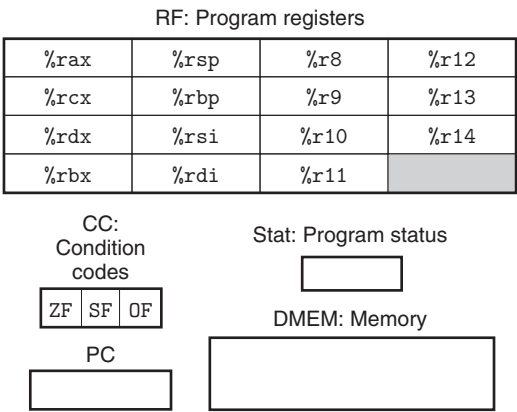 RF: Program registers
%rax %rsp %r8 %r12
%rcx %rbp %r9 %r13
%rdx %rsi %r10 %r14
%rbx %rdi %r11
CC:
Condition
codes
ZF SF OF
Stat: Program status
DMEM: Memory
PC